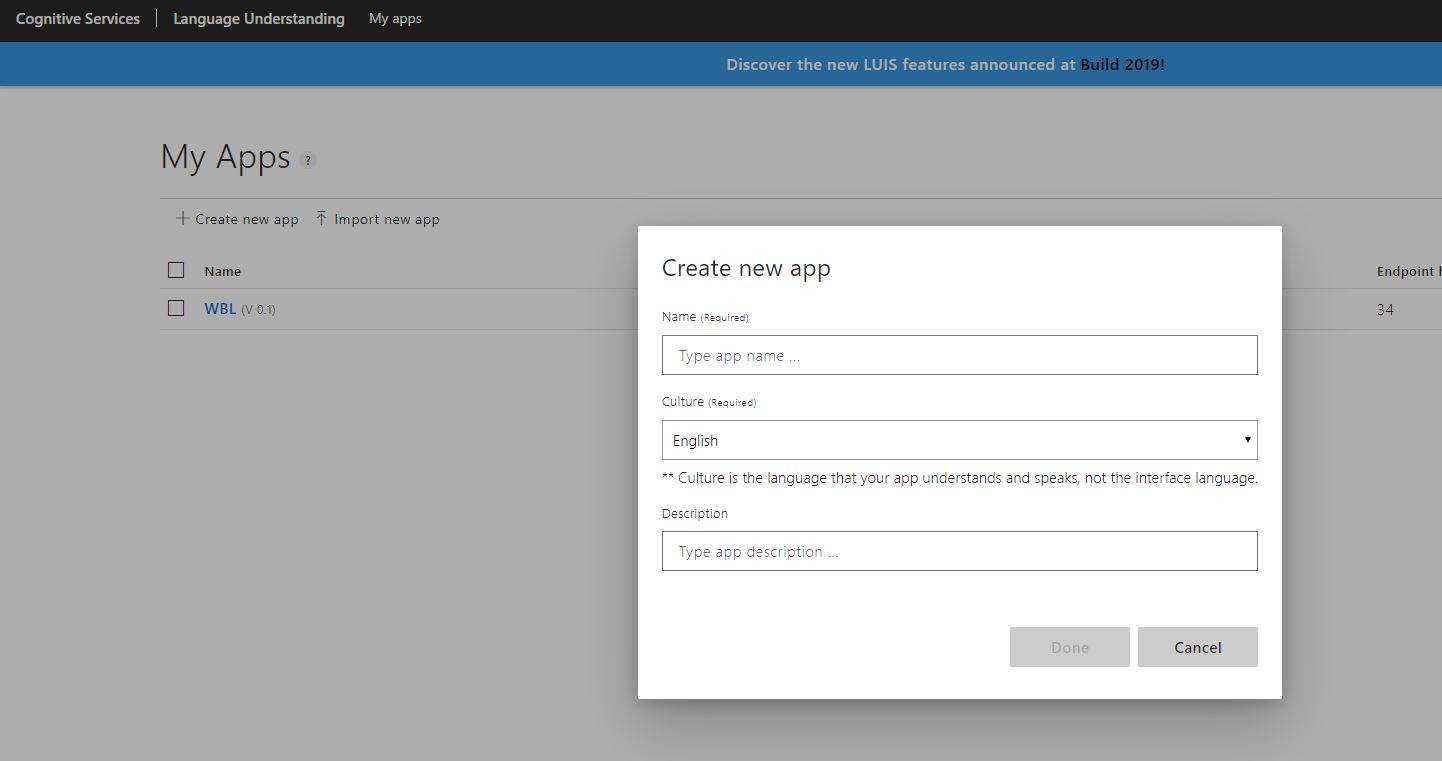 Cognitive Services | Language Understanding My apps
Discover the new LUIS features announced at Build 2019!
My Apps ?
+ Create new app Import new app
Name Endpoint
WBL (V 0.1) 34
Create new app
Name (Required)
Type app name ...
Culture (Required)
English
** Culture is the language that your app understands and speaks, not the interface language.
Description
Type app description ...
Done Cancel